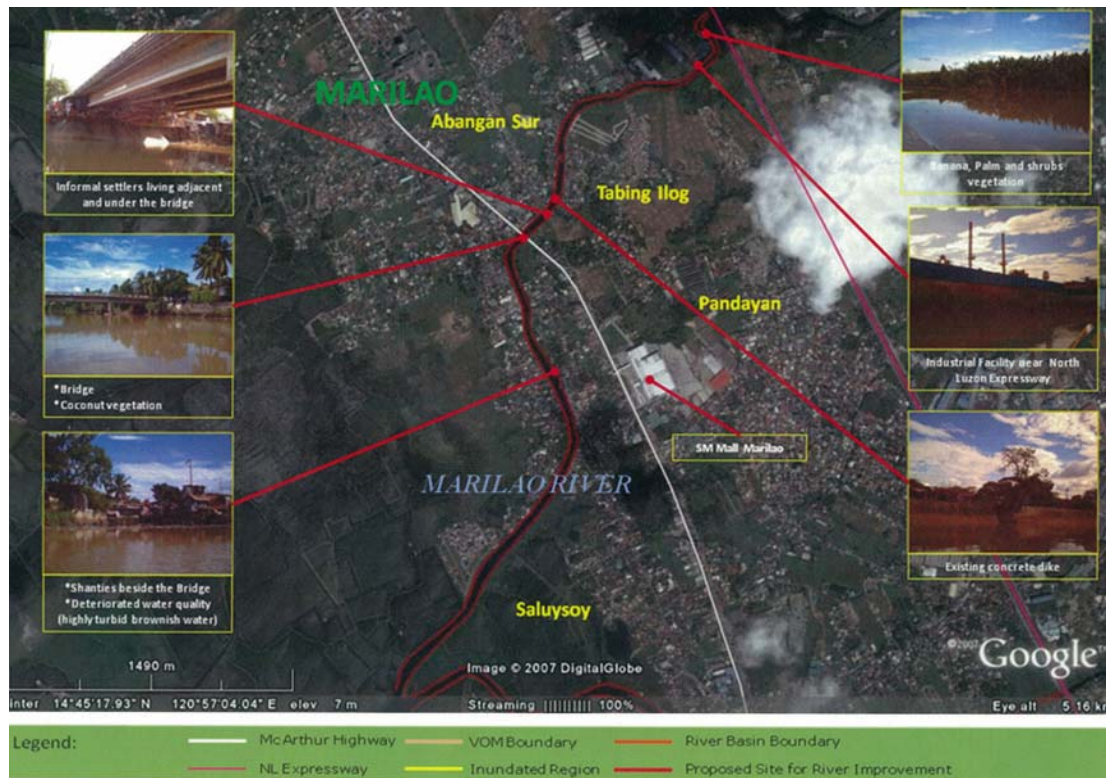 MARILAO
Abangan Sur
Tabing Ilog
Pandayan
SM Mall Marilao
MARILAO RIVER
Saluysoy
Informal settlers living adjacent
and under the bridge
*Bridge
*Coconut vegetation
*Shanties beside the Bridge
*Deteriorated water quality
(highly turbid brownish water)
Banana, Palm and shrubs
vegetation
Industrial Facility near North
Luzon Expressway
Existing concrete dike
1490 m
Image © 2007 DigitalGlobe
©2007 Google™
inter 14°45'17.93" N 120°57'04.04" E elev 7 m
Streaming 100%
Eye alt 5.16 km
Legend:
McArthur Highway
VOM Boundary
River Basin Boundary
NL Expressway
Inundated Region
Proposed Site for River Improvement